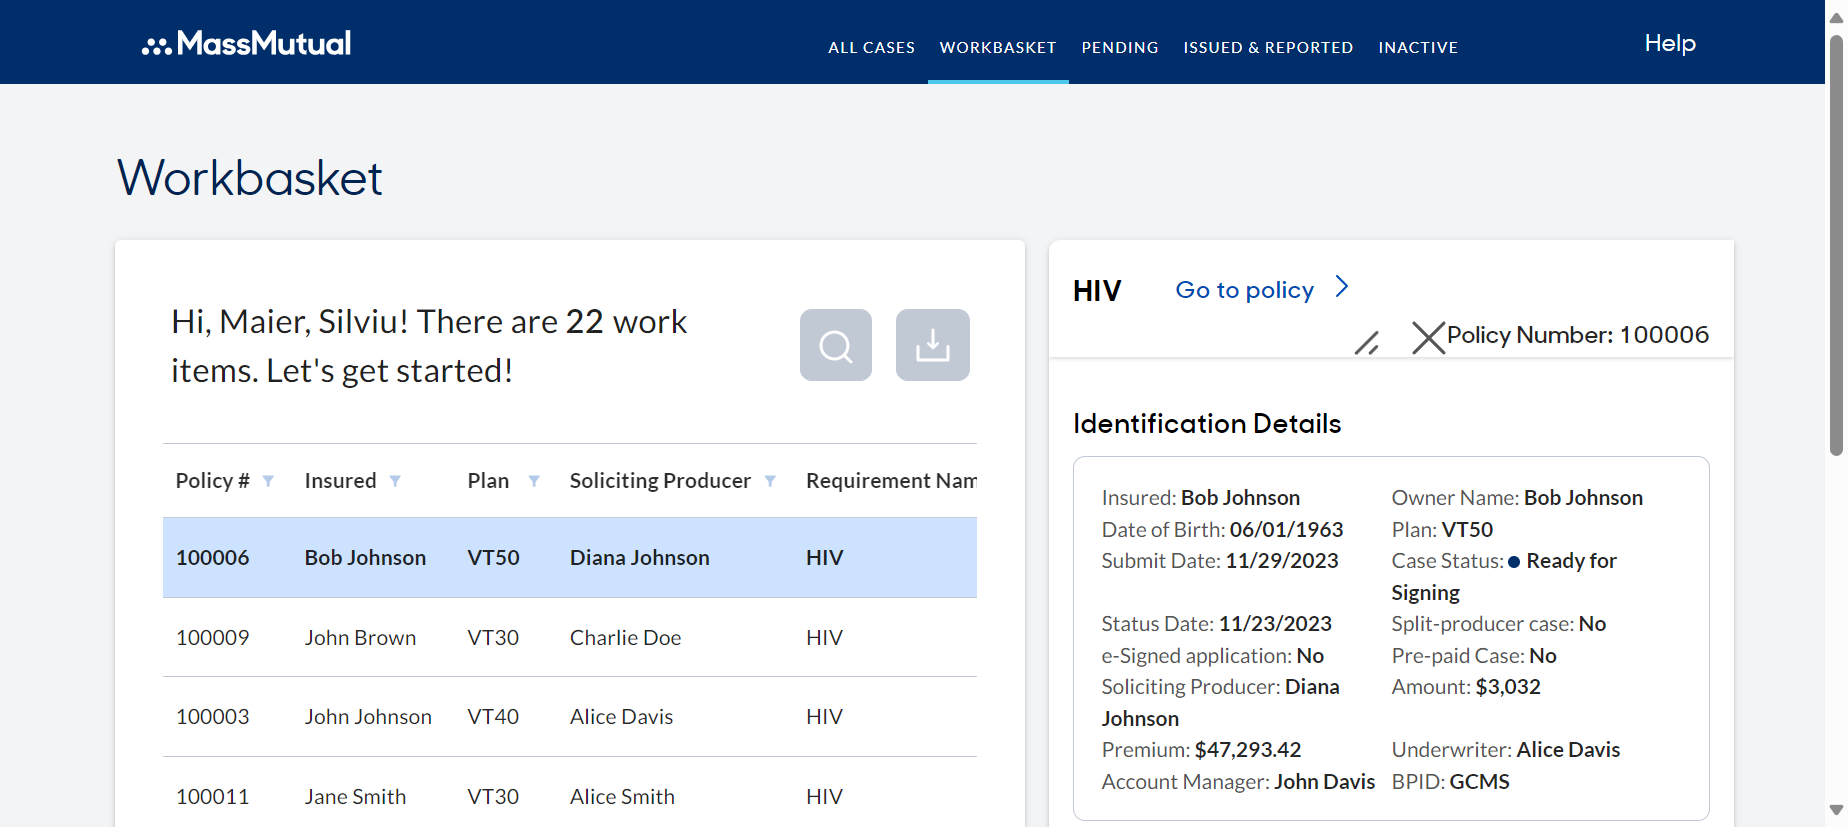 MassMutual
ALL CASES WORKBASKET PENDING ISSUED & REPORTED INACTIVE
Help
Workbasket
Hi, Maier, Silviu! There are 22 work
items. Let's get started!
Policy # Insured Plan Soliciting Producer Requirement Nam
100006 Bob Johnson VT50 Diana Johnson HIV
100009 John Brown VT30 Charlie Doe HIV
100003 John Johnson VT40 Alice Davis HIV
100011 Jane Smith VT30 Alice Smith HIV
HIV Go to policy
Policy Number: 100006
Identification Details
Insured: Bob Johnson Owner Name: Bob Johnson
Date of Birth: 06/01/1963 Plan: VT50
Submit Date: 11/29/2023 Case Status: Ready for
Signing
Status Date: 11/23/2023 Split-producer case: No
e-Signed application: No Pre-paid Case: No
Soliciting Producer: Diana Amount: $3,032
Johnson
Premium: $47,293.42 Underwriter: Alice Davis
Account Manager: John Davis BPID: GCMS